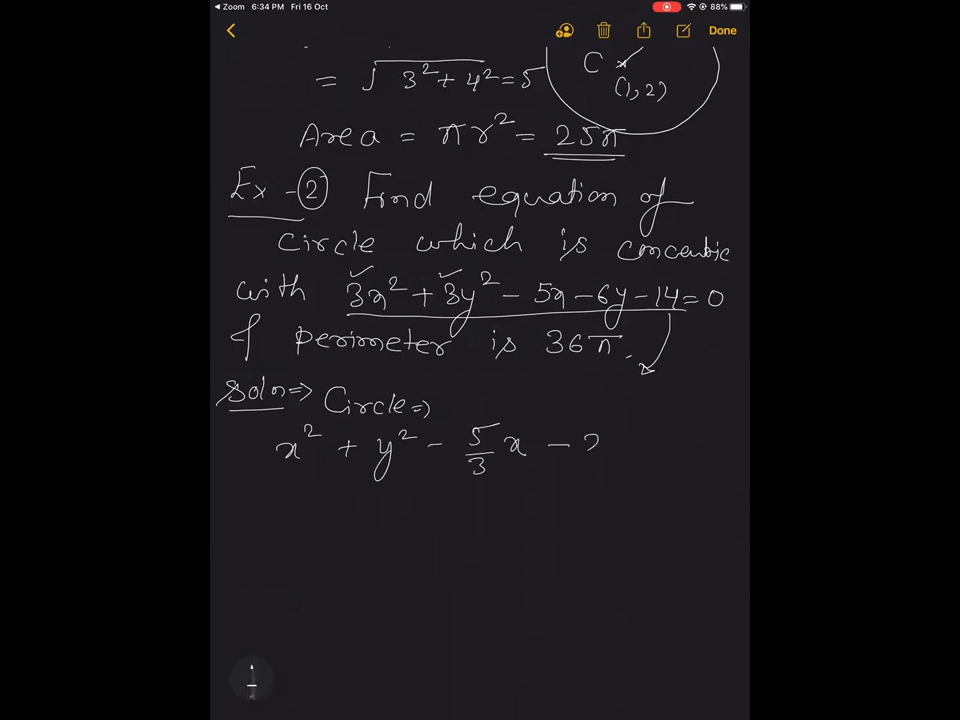 Zoom 6:34 PM Fri 16 Oct 88%
Done
= √3² + 4² = 5
C
(1, 2)
Area = πr² = 25π
Ex - 2 Find equation of
circle which is concentric
with 3x² + 3y² - 5x - 6y - 14 = 0
& perimeter is 36π.
Soln => Circle =>
x² + y² - 5/3 x - 2